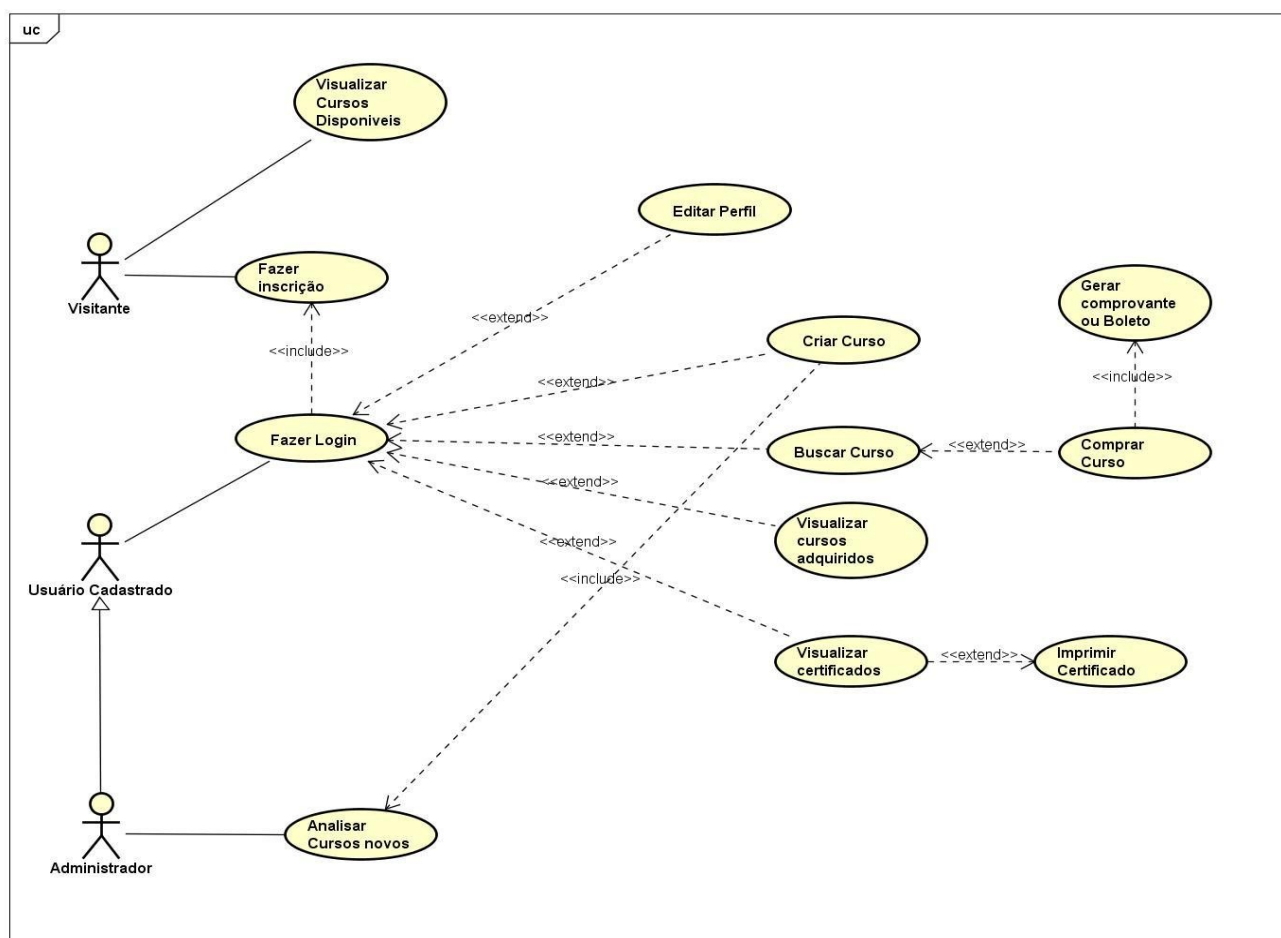 uc
Visualizar
Cursos
Disponiveis
Editar Perfil
Fazer
inscrição
Visitante
Gerar
comprovante
ou Boleto
<<extend>>
Criar Curso
<<include>>
<<extend>>
<<include>>
Fazer Login
<<extend>>
Buscar Curso
<<extend>>
Comprar
Curso
<<extend>>
Visualizar
cursos
adquiridos
<<extend>>
<<include>>
Usuário Cadastrado
Visualizar
certificados
<<extend>>
Imprimir
Certificado
Analisar
Cursos novos
Administrador